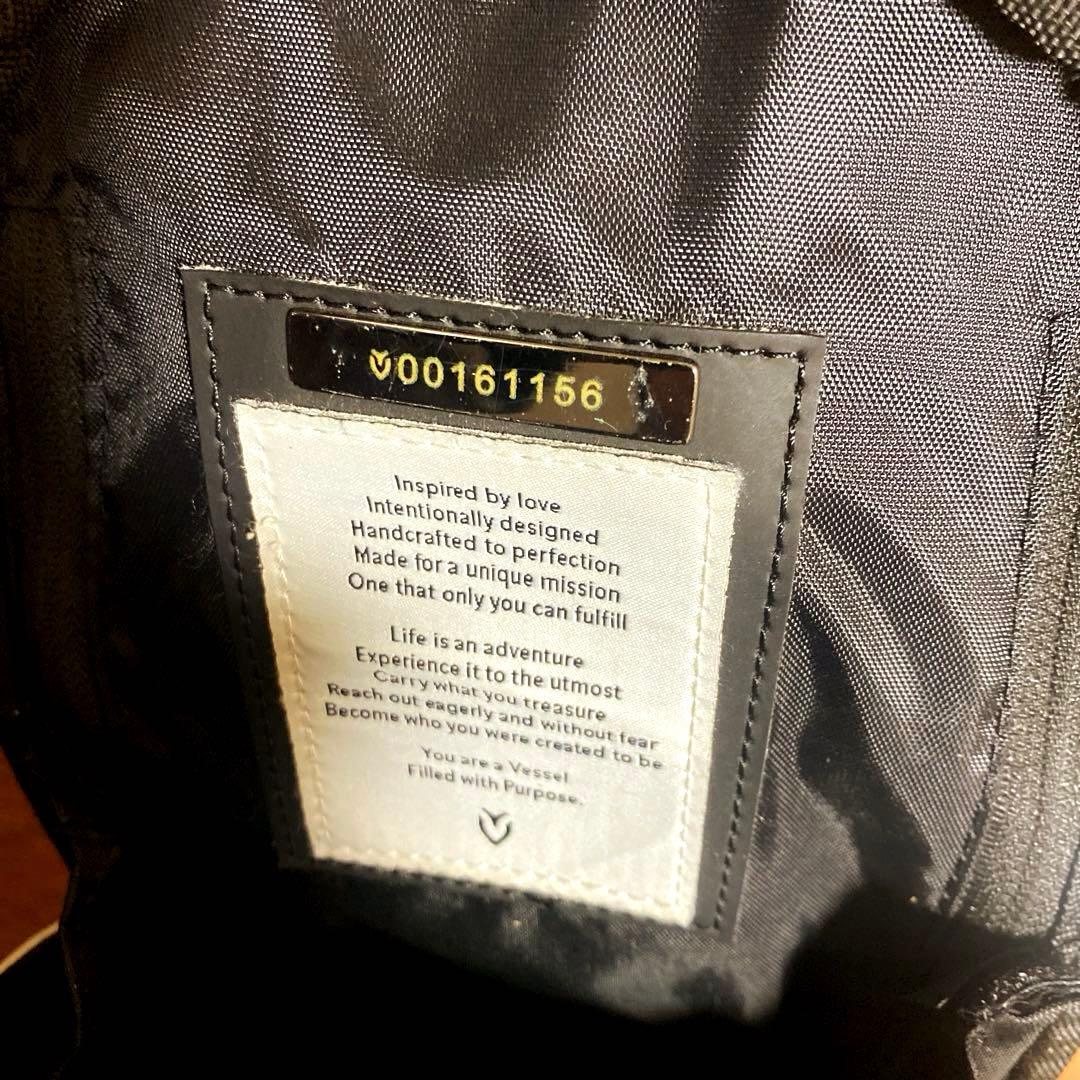 00161156
Inspired by love
Intentionally designed
Handcrafted to perfection
Made for a unique mission
One that only you can fulfill
Life is an adventure
Experience it to the utmost
Carry what you treasure
Reach out eagerly and without fear
Become who you were created to be
You are a Vessel
Filled with Purpose.